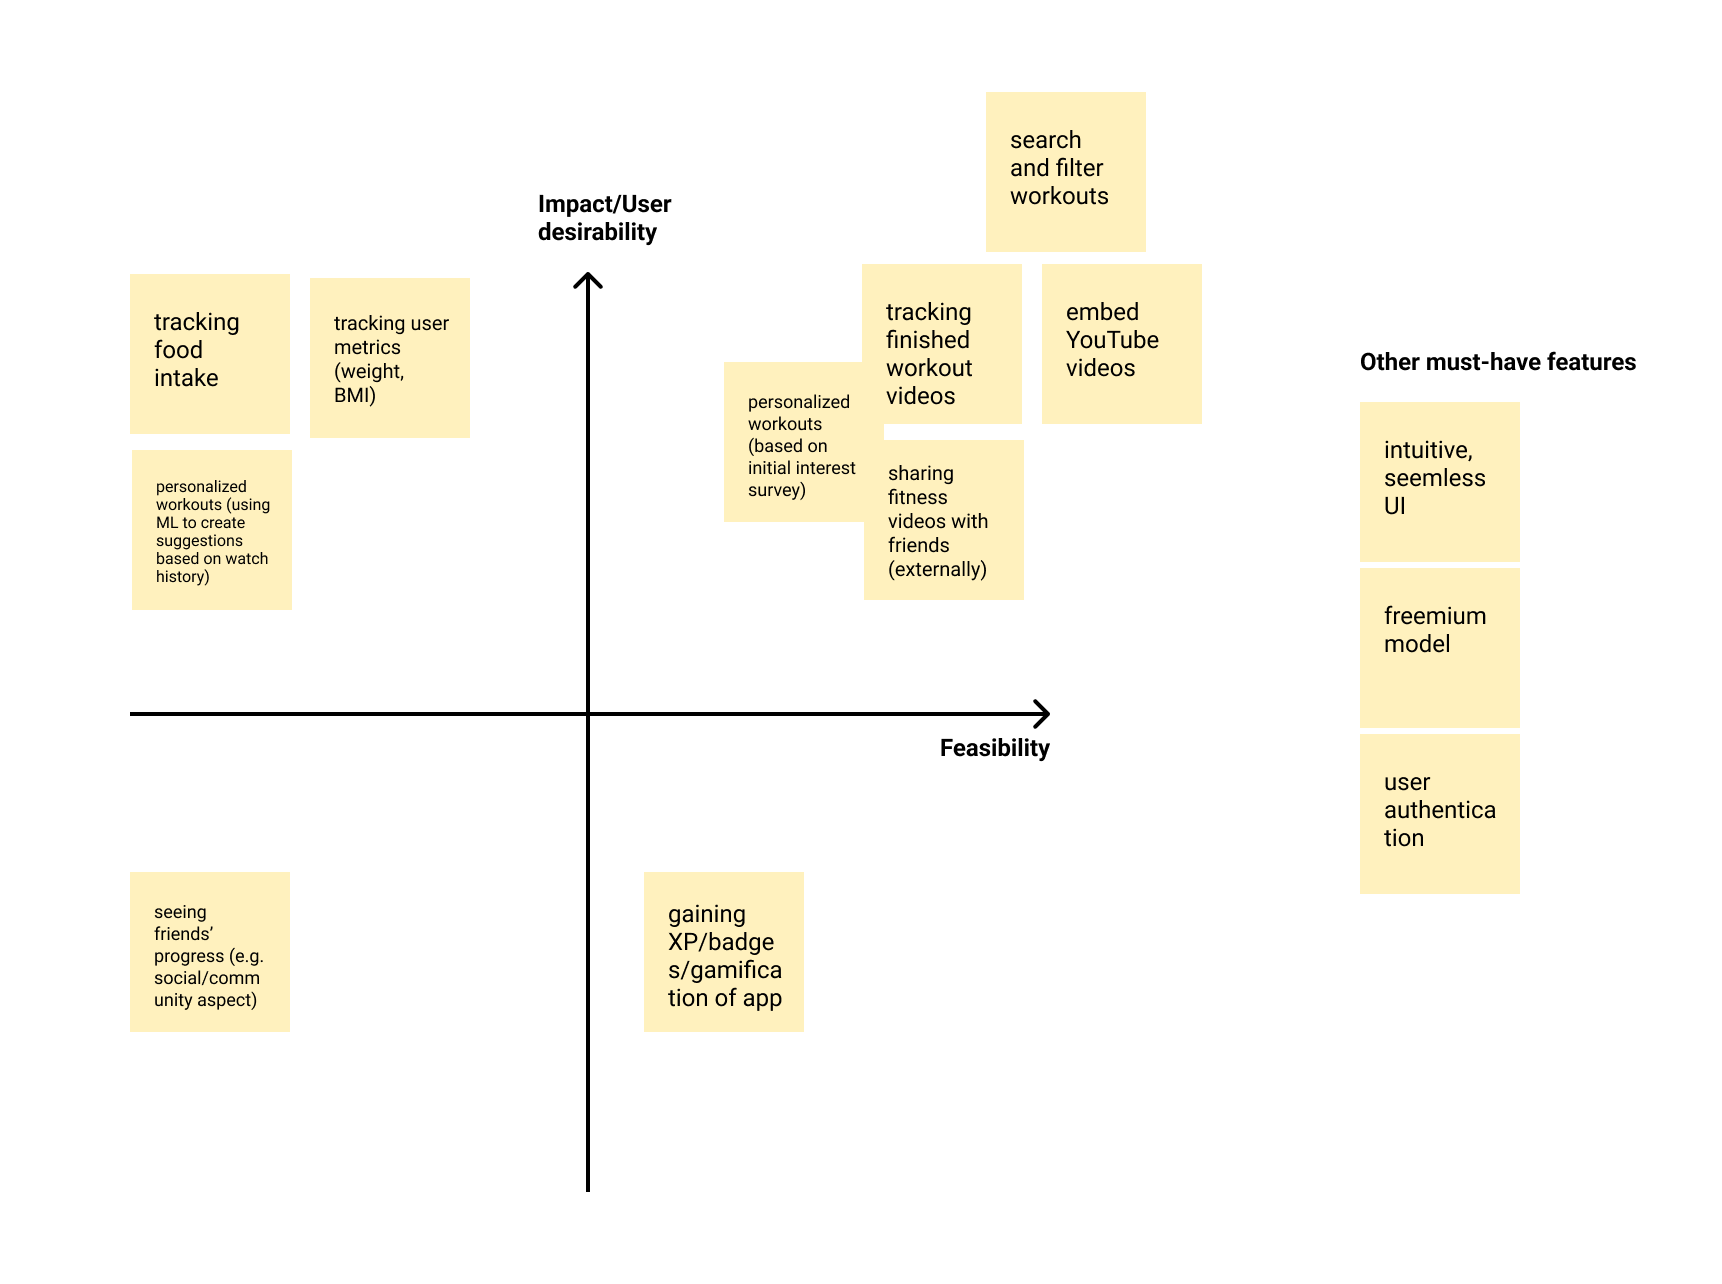 search
and filter
workouts
Impact/User
desirability
tracking
food
intake
tracking user
metrics
(weight,
BMI)
tracking
finished
workout
videos
embed
YouTube
videos
Other must-have features
personalized
workouts
(based on
initial interest
survey)
intuitive,
seemless
UI
personalized
workouts (using
ML to create
suggestions
based on watch
history)
sharing
fitness
videos with
friends
(externally)
freemium
model
Feasibility
user
authentica
tion
seeing
friends’
progress (e.g.
social/comm
unity aspect)
gaining
XP/badge
s/gamifica
tion of app